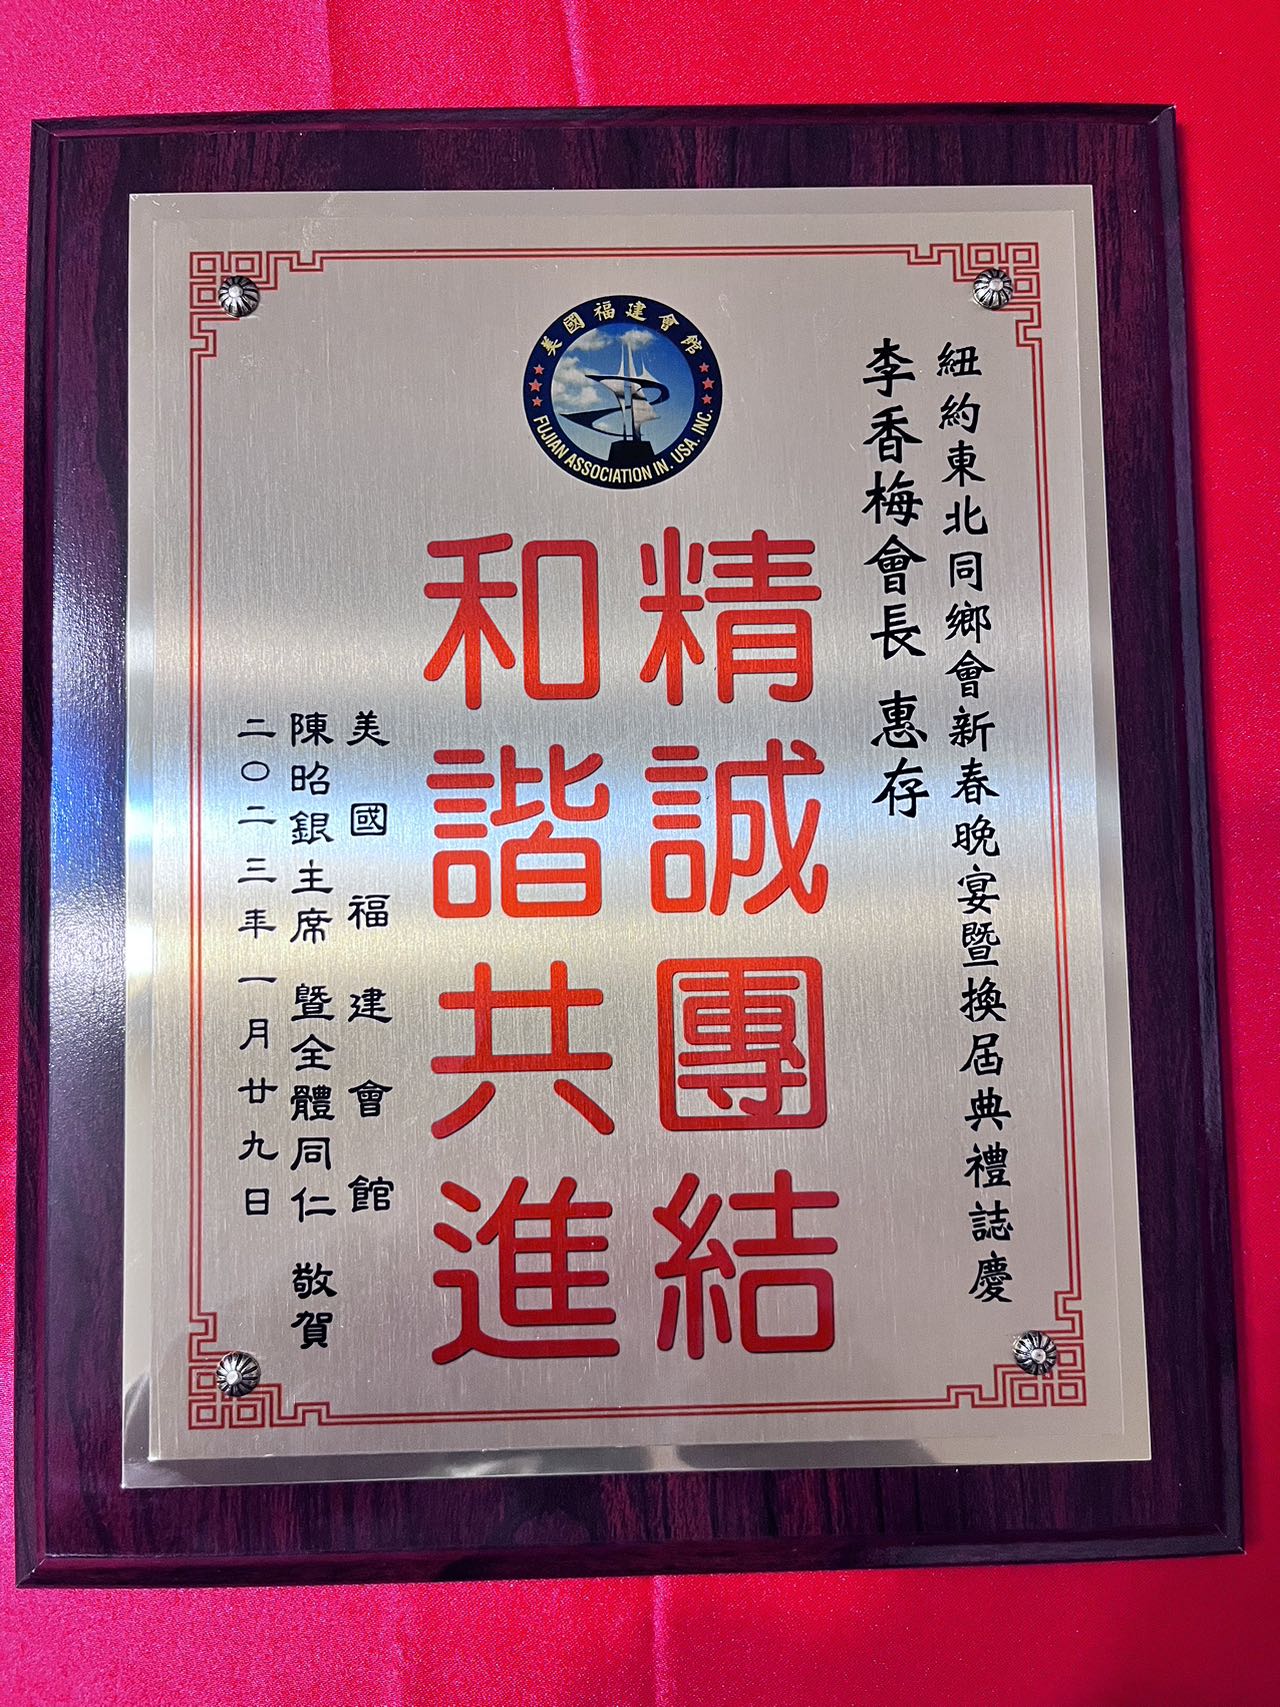 美國福建會館
FUJIAN ASSOCIATION IN. USA. INC.
紐約東北同鄉會新春晚宴暨換屆典禮誌慶
李香梅會長 惠存
精誠團結
和諧共進
美國福建會館
陳昭銀主席 暨全體同仁 敬賀
二〇二三年一月廿九日